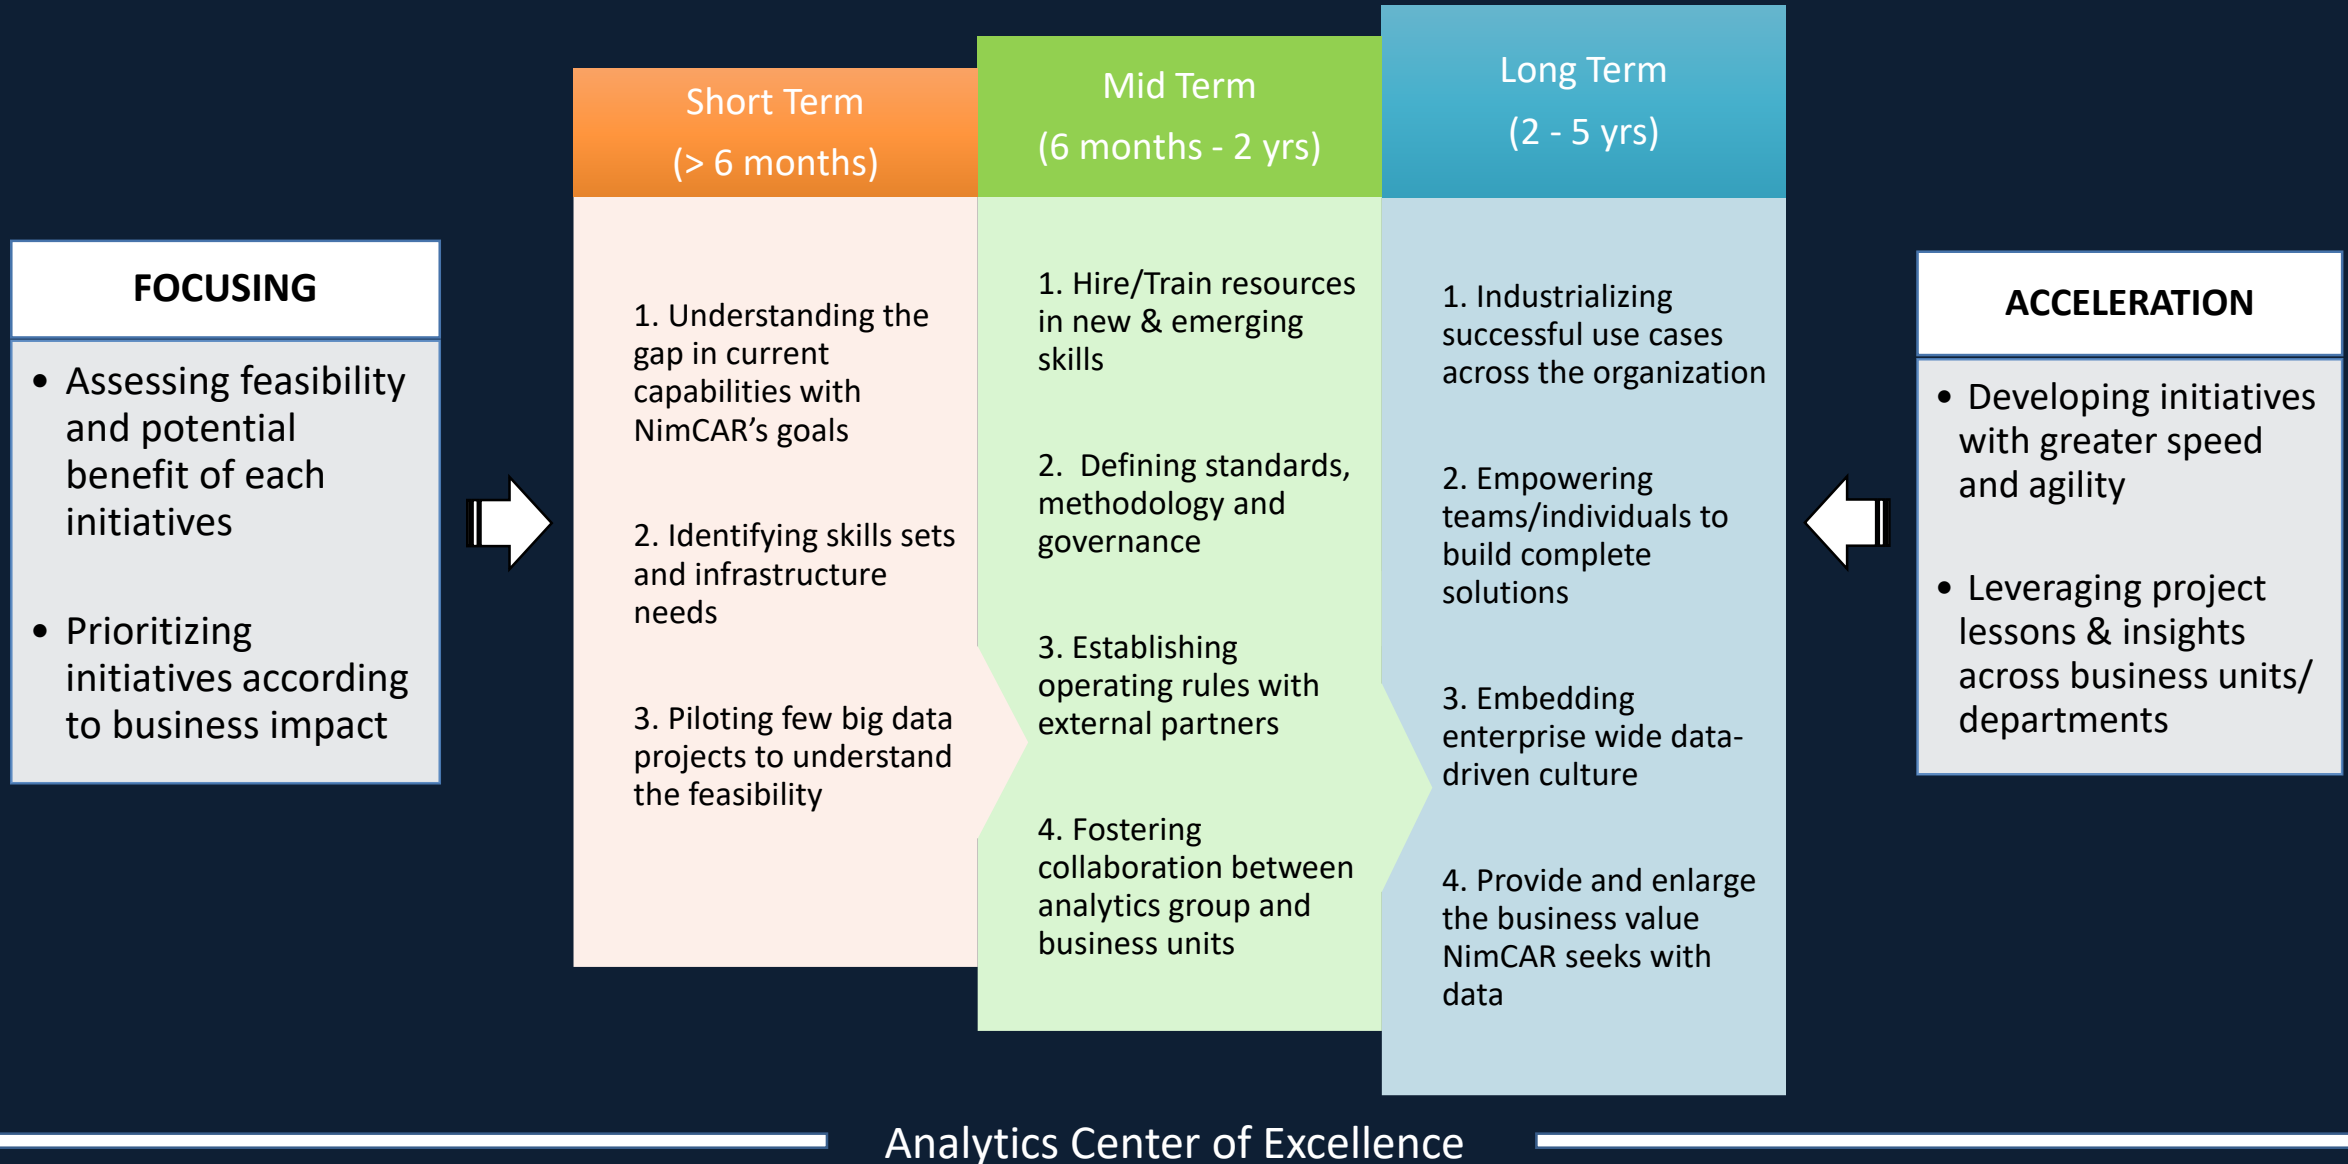 FOCUSING
• Assessing feasibility
and potential
benefit of each
initiatives
• Prioritizing
initiatives according
to business impact
Short Term
(> 6 months)
1. Understanding the
gap in current
capabilities with
NimCAR’s goals
2. Identifying skills sets
and infrastructure
needs
3. Piloting few big data
projects to understand
the feasibility
Mid Term
(6 months - 2 yrs)
1. Hire/Train resources
in new & emerging
skills
2. Defining standards,
methodology and
governance
3. Establishing
operating rules with
external partners
4. Fostering
collaboration between
analytics group and
business units
Long Term
(2 - 5 yrs)
1. Industrializing
successful use cases
across the organization
2. Empowering
teams/individuals to
build complete
solutions
3. Embedding
enterprise wide data-
driven culture
4. Provide and enlarge
the business value
NimCAR seeks with
data
ACCELERATION
• Developing initiatives
with greater speed
and agility
• Leveraging project
lessons & insights
across business units/
departments
Analytics Center of Excellence